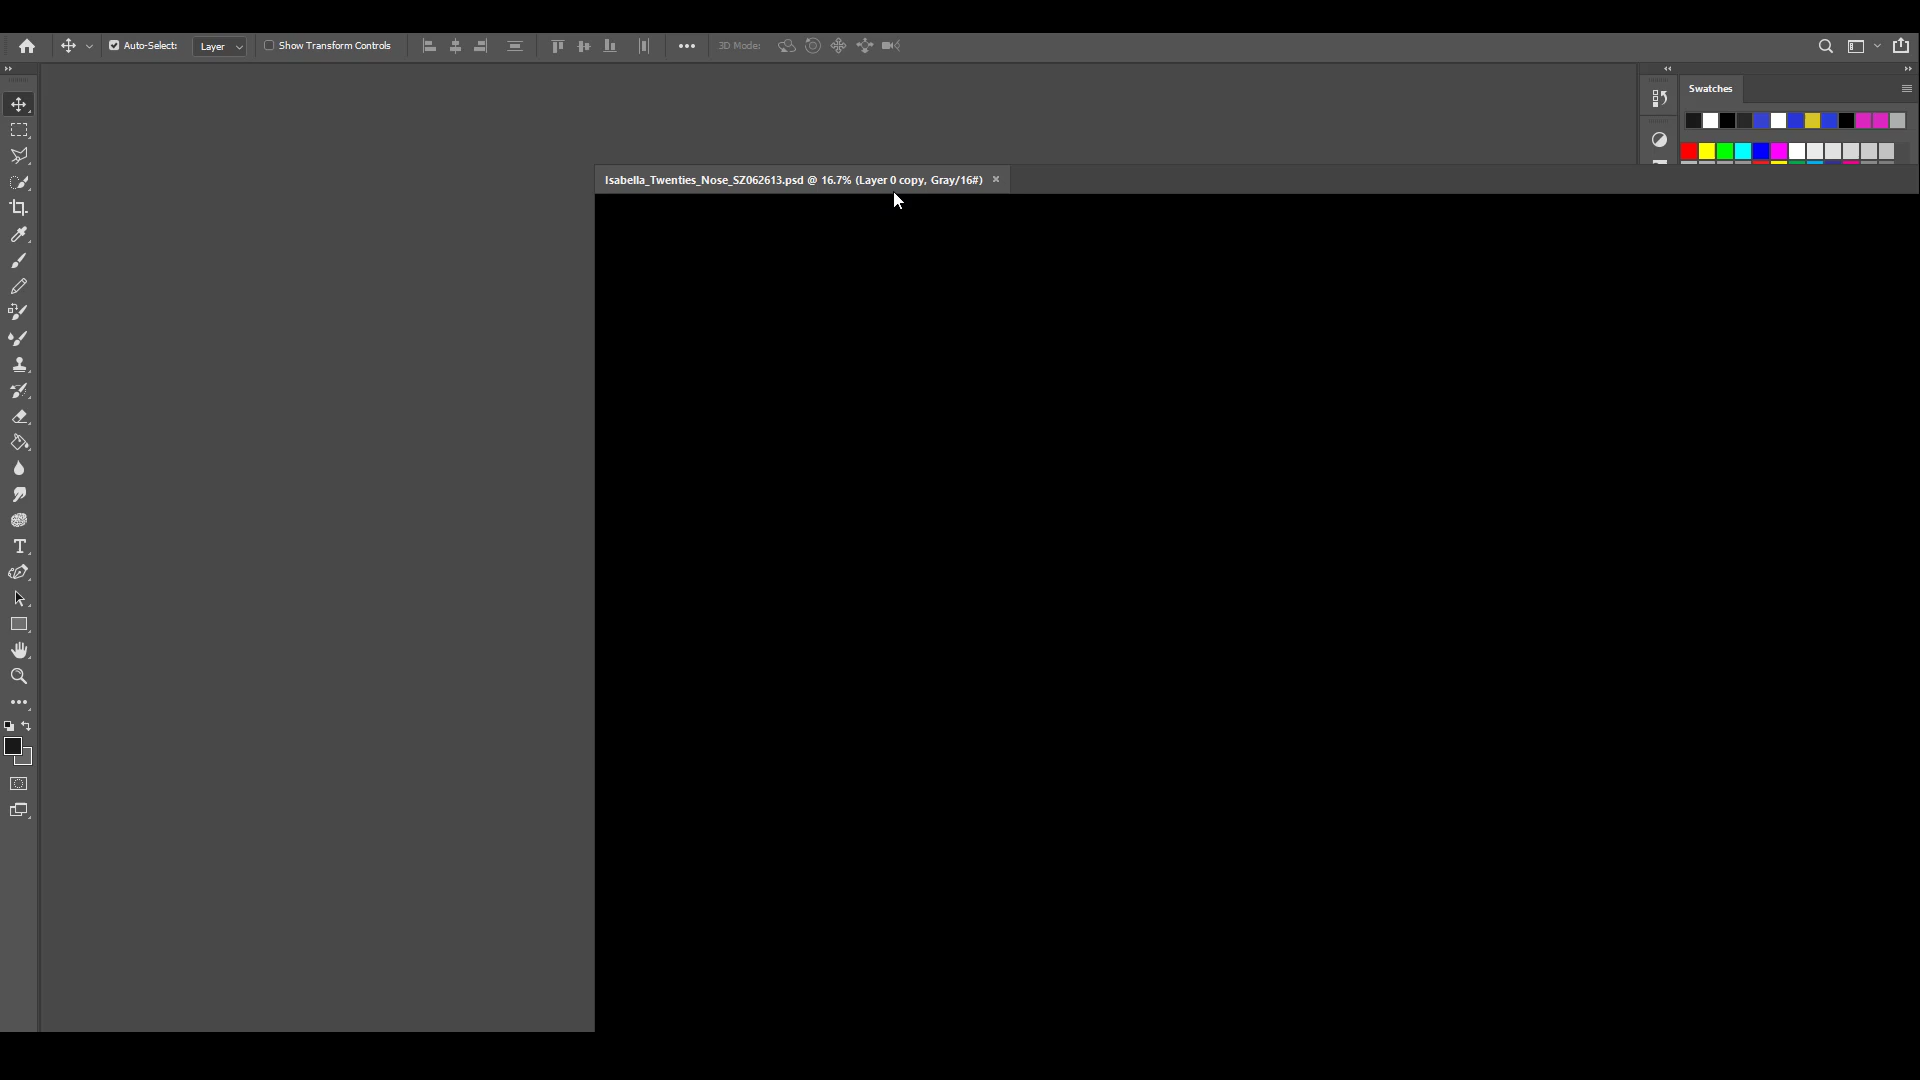 Auto-Select: Layer Show Transform Controls 3D Mode:
Swatches
Isabella_Twenties_Nose_SZ062613.psd @ 16.7% (Layer 0 copy, Gray/16#)